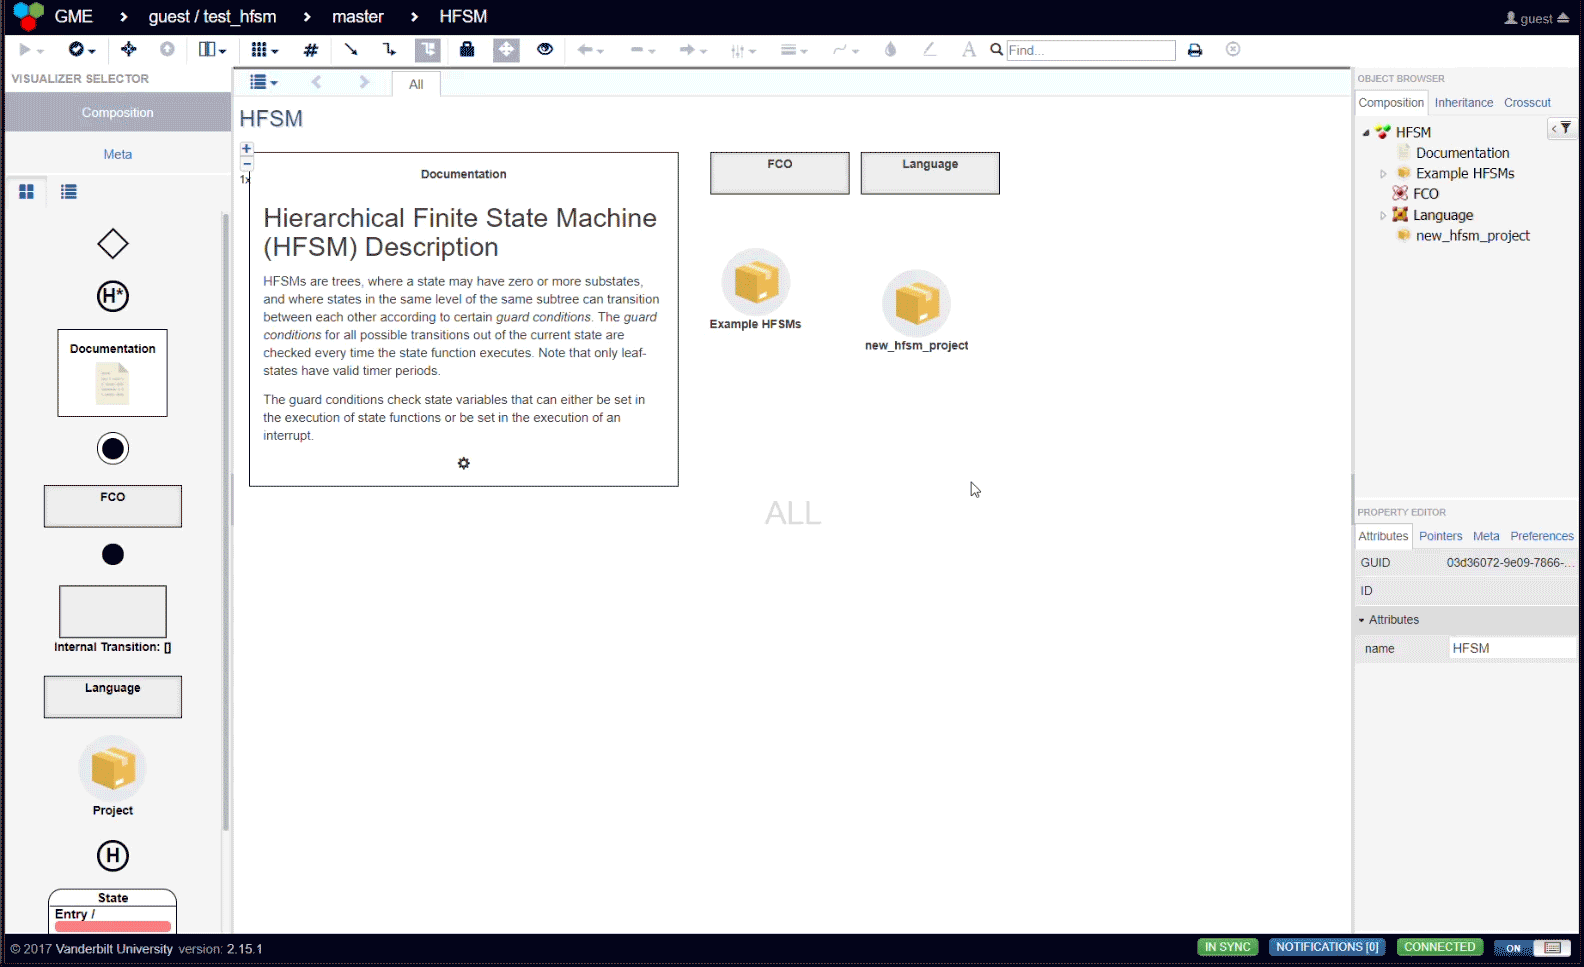 GME › guest / test_hfsm › master › HFSM
guest
Find...
VISUALIZER SELECTOR
Composition
Meta
H*
Documentation
FCO
Internal Transition: []
Language
Project
H
State
Entry /
All
HFSM
+
−
1x
Documentation
Hierarchical Finite State Machine
(HFSM) Description
HFSMs are trees, where a state may have zero or more substates,
and where states in the same level of the same subtree can transition
between each other according to certain guard conditions. The guard
conditions for all possible transitions out of the current state are
checked every time the state function executes. Note that only leaf-
states have valid timer periods.
The guard conditions check state variables that can either be set in
the execution of state functions or be set in the execution of an
interrupt.
FCO
Language
Example HFSMs
new_hfsm_project
ALL
OBJECT BROWSER
Composition Inheritance Crosscut
HFSM
Documentation
Example HFSMs
FCO
Language
new_hfsm_project
PROPERTY EDITOR
Attributes Pointers Meta Preferences
GUID 03d36072-9e09-7866-...
ID
Attributes
name HFSM
© 2017 Vanderbilt University version: 2.15.1
IN SYNC NOTIFICATIONS [0] CONNECTED ON